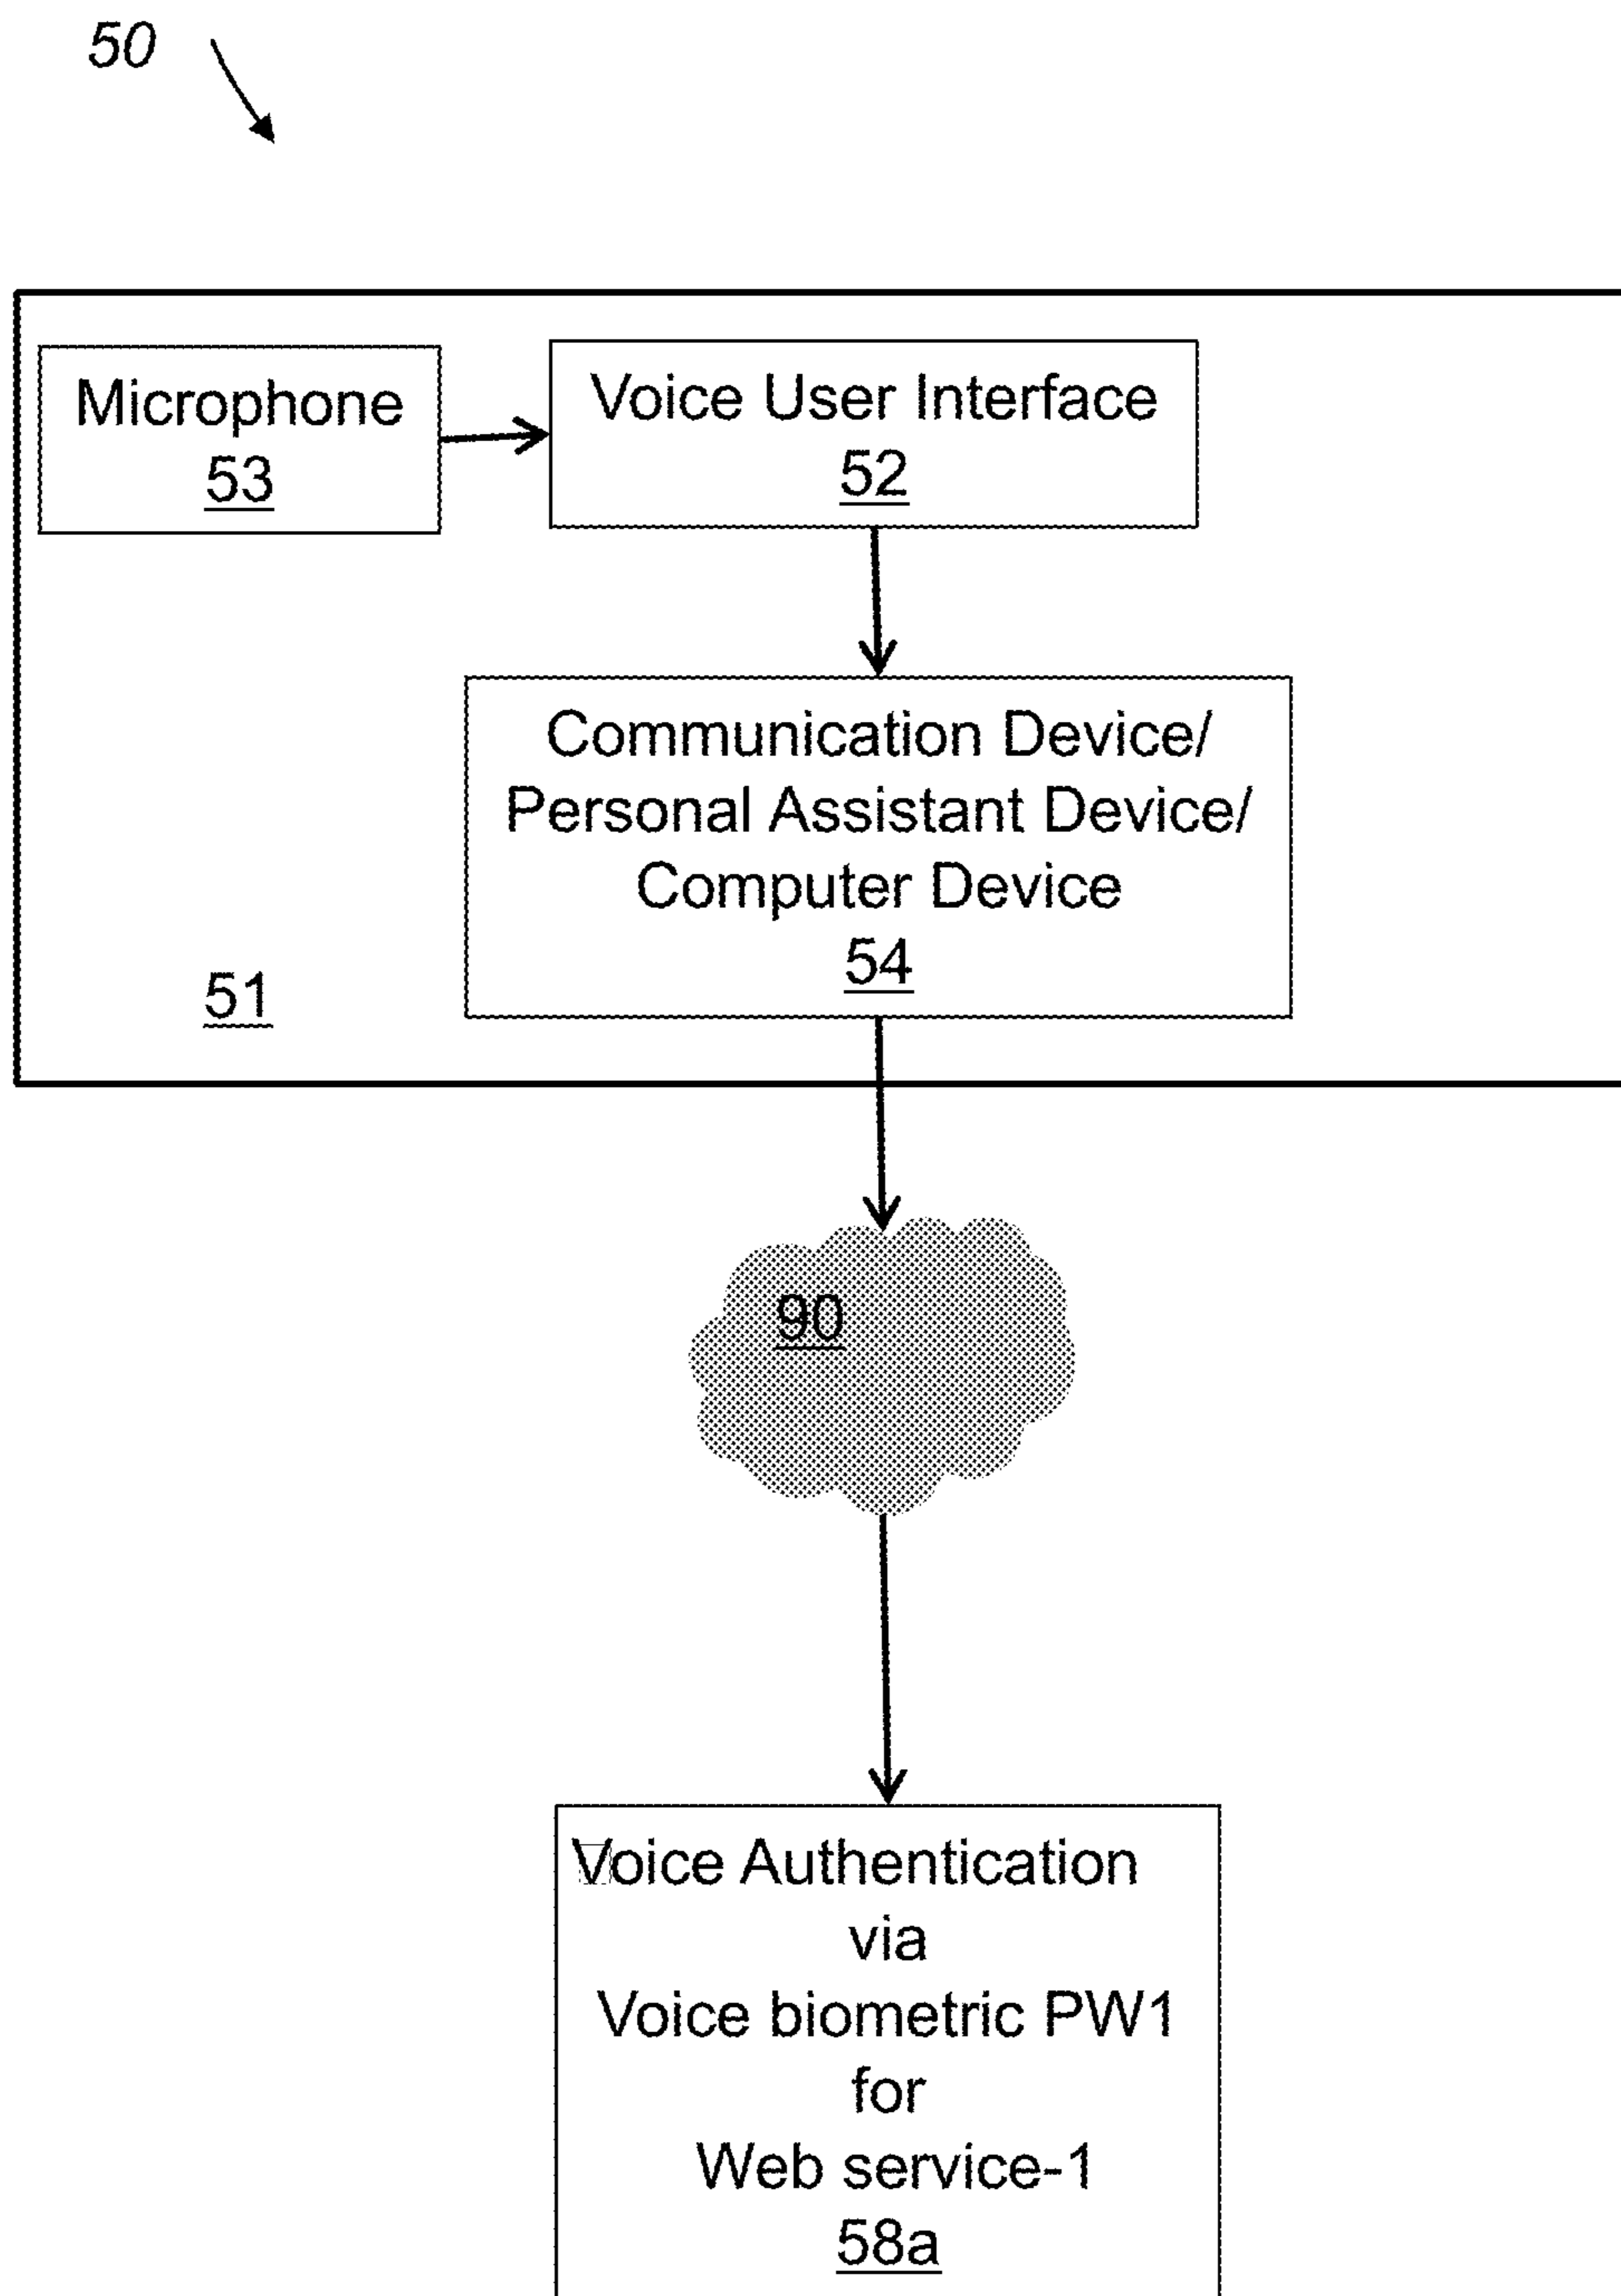 50
Microphone
53
Voice User Interface
52
Communication Device/
Personal Assistant Device/
Computer Device
54
51
90
Voice Authentication
via
Voice biometric PW1
for
Web service-1
58a